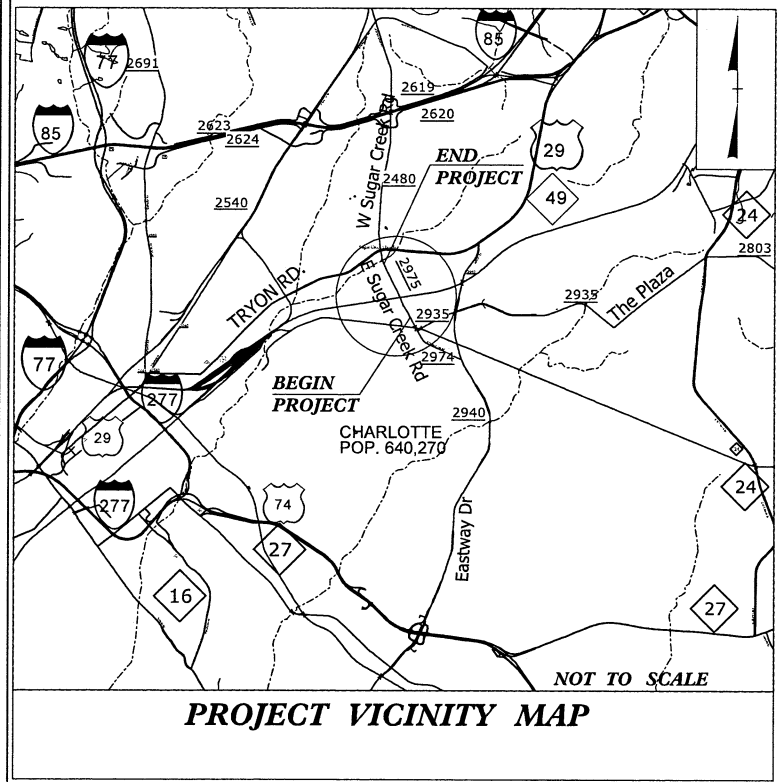 85
77
2691
85
2619
2620
2623
2624
W Sugar Creek Rd
END
PROJECT
29
2480
49
2540
24
2803
TRYON RD.
2975
E Sugar Creek Rd
2935
2935
The Plaza
2974
77
277
BEGIN
PROJECT
2940
29
CHARLOTTE
POP. 640,270
24
277
74
27
Eastway Dr
16
27
NOT TO SCALE
PROJECT VICINITY MAP